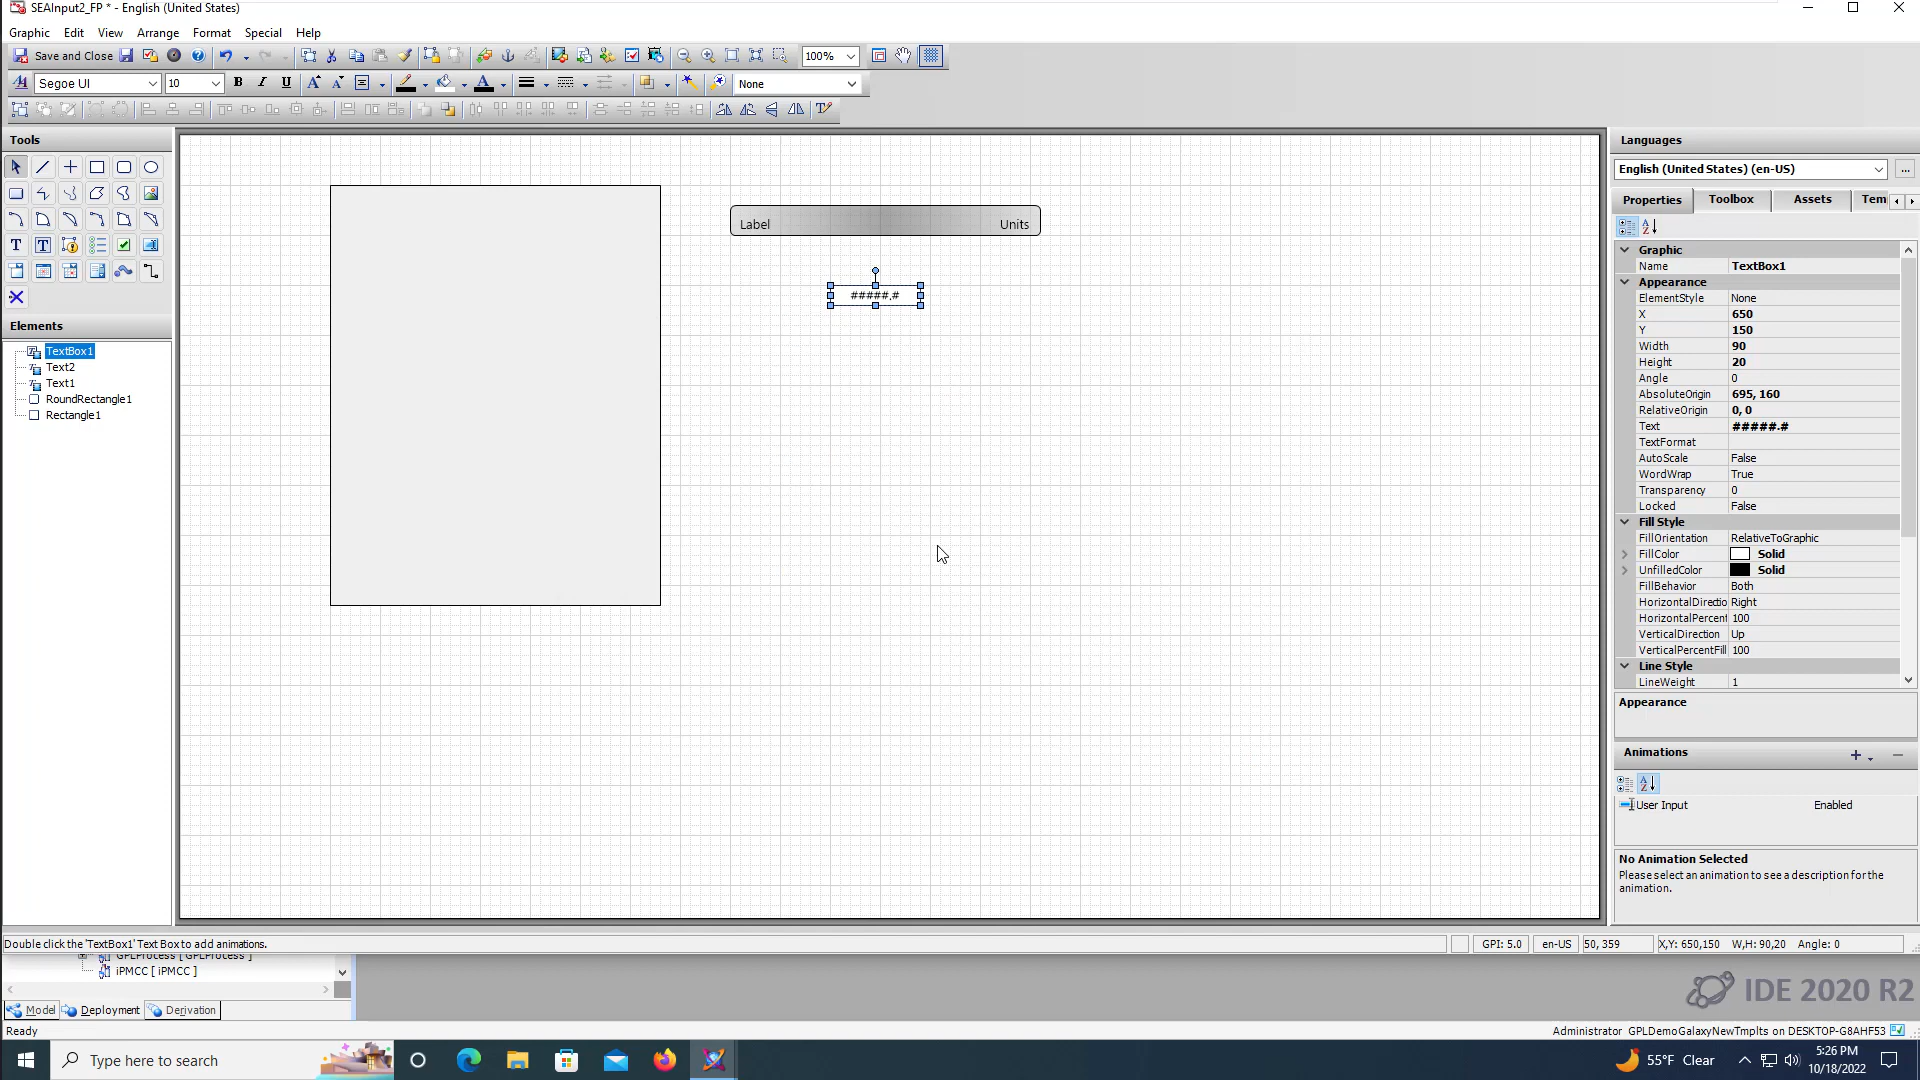 SEAInput2_FP * - English (United States)
Graphic Edit View Arrange Format Special Help
Save and Close 100%
Segoe UI 10 B I U A A A None
Tools
Elements
TextBox1
Text2
Text1
RoundRectangle1
Rectangle1
Label Units
#####.#
Languages
English (United States) (en-US) ...
Properties Toolbox Assets Tem
Graphic
Name TextBox1
Appearance
ElementStyle None
X 650
Y 150
Width 90
Height 20
Angle 0
AbsoluteOrigin 695, 160
RelativeOrigin 0, 0
Text #####.#
TextFormat
AutoScale False
WordWrap True
Transparency 0
Locked False
Fill Style
FillOrientation RelativeToGraphic
FillColor Solid
UnfilledColor Solid
FillBehavior Both
HorizontalDirectio Right
HorizontalPercent 100
VerticalDirection Up
VerticalPercentFill 100
Line Style
LineWeight 1
Appearance
Animations
User Input Enabled
No Animation Selected
Please select an animation to see a description for the
animation.
Double click the 'TextBox1' Text Box to add animations. GPI: 5.0 en-US 50, 359 X,Y: 650,150 W,H: 90,20 Angle: 0
GPLProcess [ GPLProcess ]
iPMCC [ iPMCC ]
Model Deployment Derivation
IDE 2020 R2
Ready Administrator GPLDemoGalaxyNewTmplts on DESKTOP-G8AHF53
Type here to search 55°F Clear 5:26 PM
10/18/2022